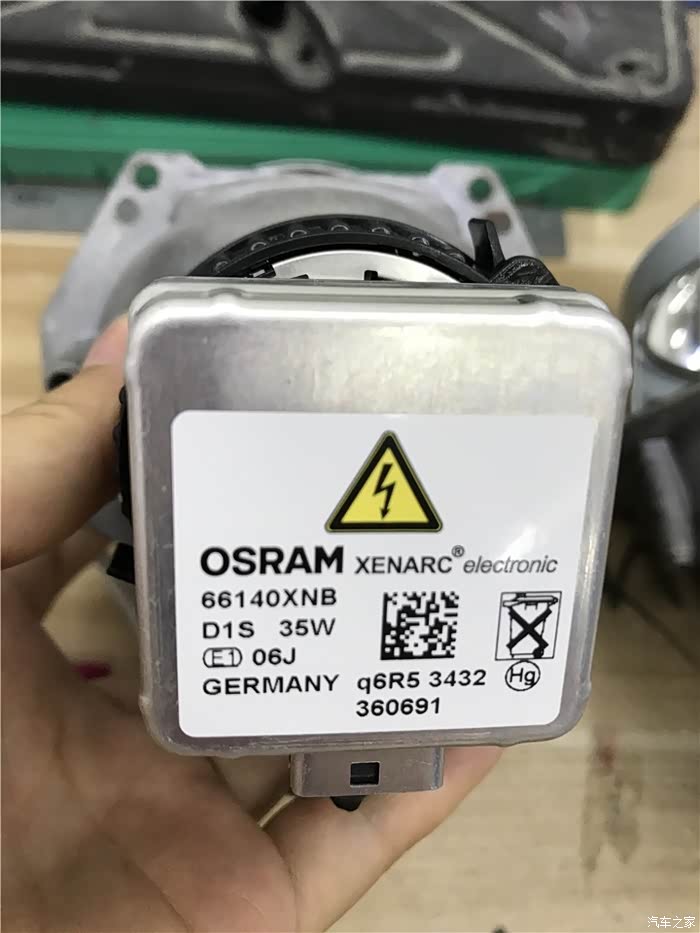 OSRAM XENARC® electronic
66140XNB
D1S 35W
E1 06J
GERMANY q6R5 3432
360691
Hg
汽车之家